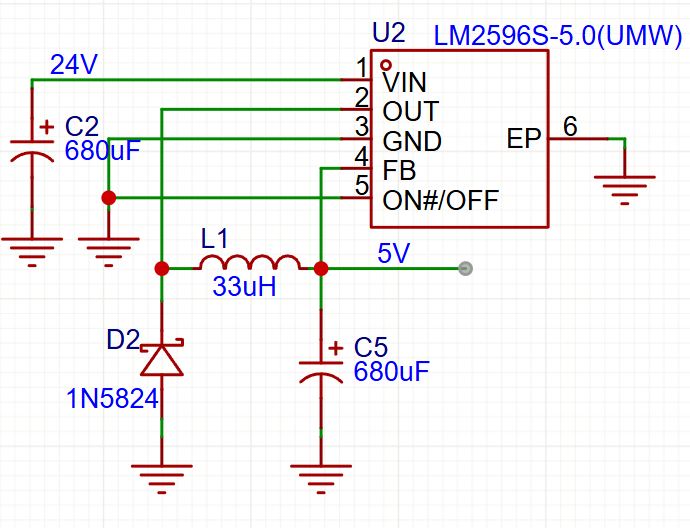 U2
LM2596S-5.0(UMW)
24V
1
VIN
2
OUT
3
GND
4
FB
5
ON#/OFF
EP
6
+
C2
680uF
L1
33uH
5V
D2
1N5824
+
C5
680uF